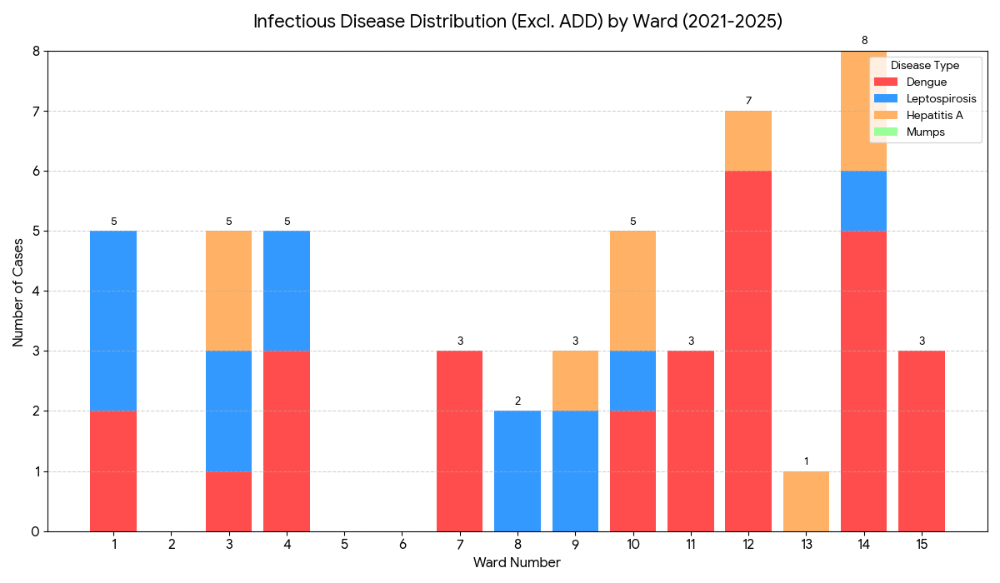 Infectious Disease Distribution (Excl. ADD) by Ward (2021-2025)
Number of Cases
8
7
6
5
4
3
2
1
0
5
5
5
3
2
3
5
3
7
1
8
3
Disease Type
Dengue
Leptospirosis
Hepatitis A
Mumps
1 2 3 4 5 6 7 8 9 10 11 12 13 14 15
Ward Number